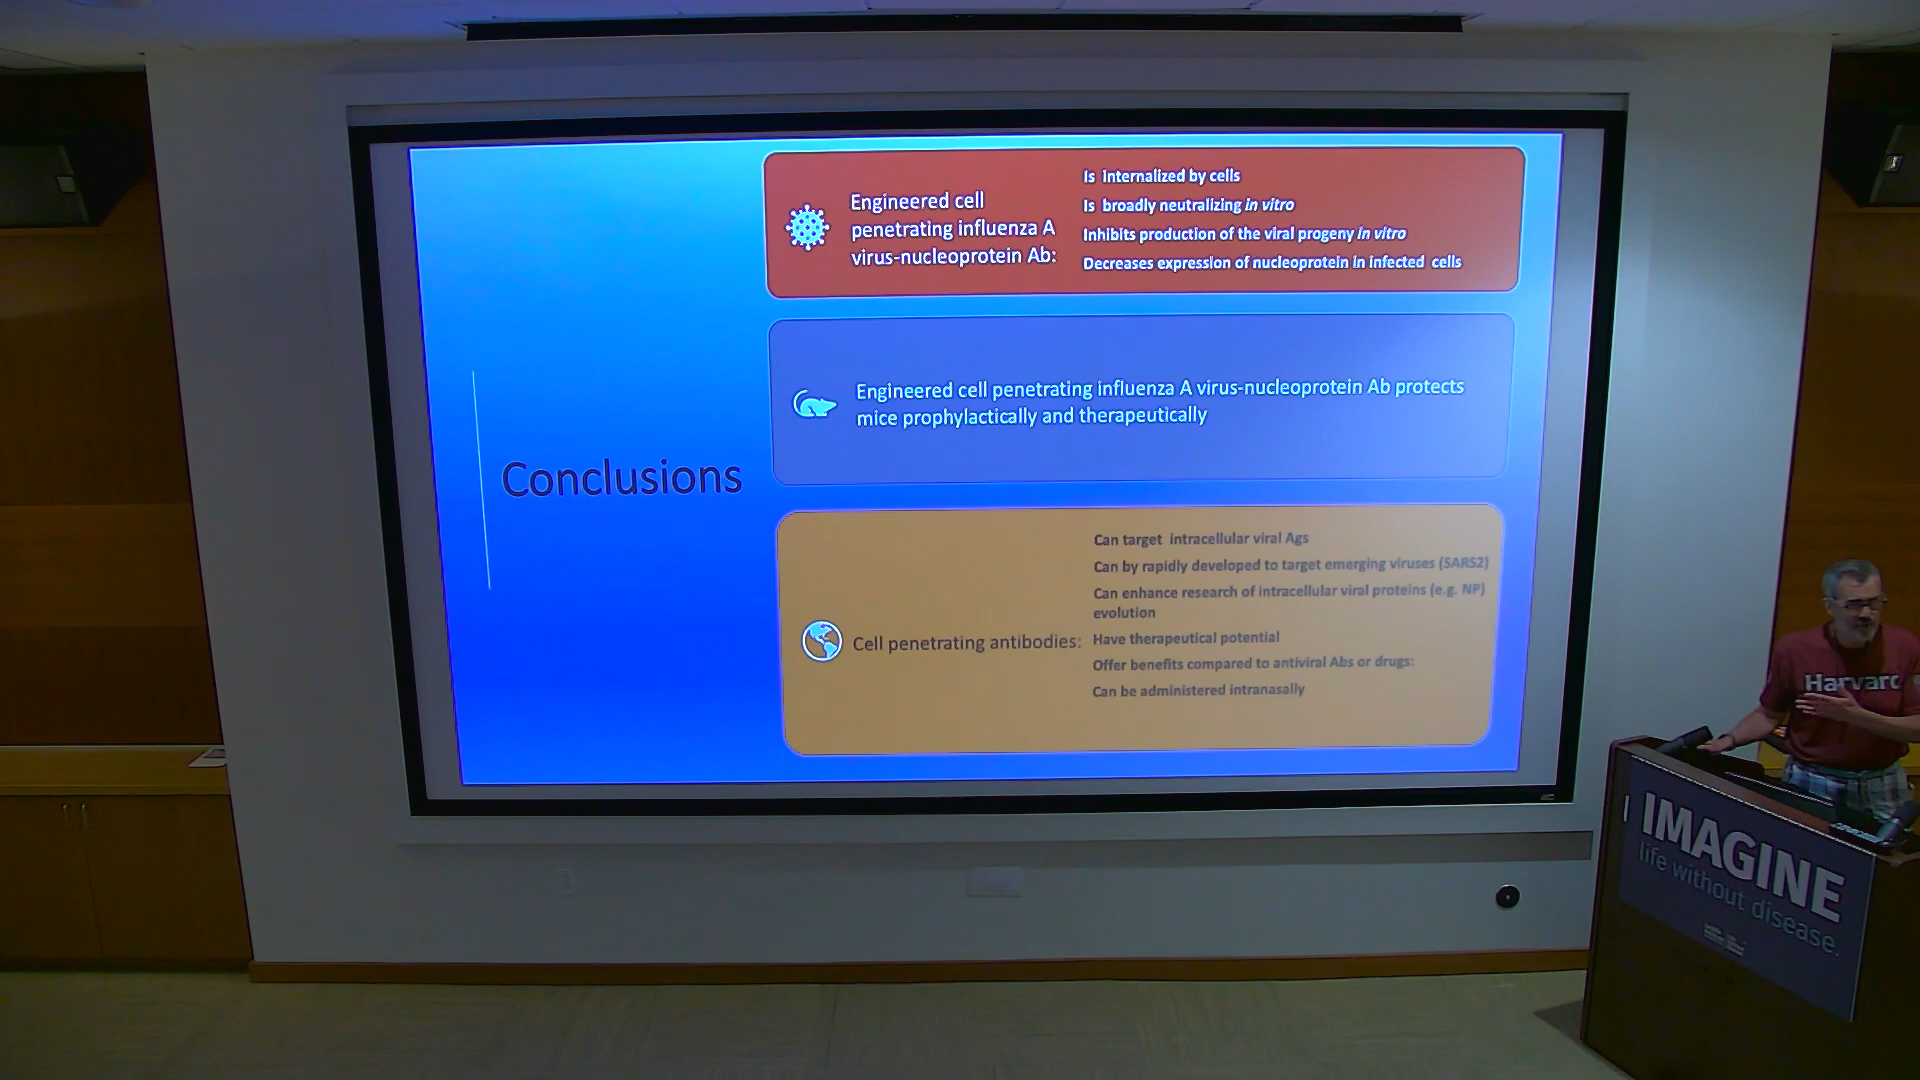 Conclusions
Engineered cell
penetrating influenza A
virus-nucleoprotein Ab:
Is internalized by cells
Is broadly neutralizing in vitro
Inhibits production of the viral progeny in vitro
Decreases expression of nucleoprotein in infected cells
Engineered cell penetrating influenza A virus-nucleoprotein Ab protects
mice prophylactically and therapeutically
Cell penetrating antibodies:
Can target intracellular viral Ags
Can by rapidly developed to target emerging viruses (SARS2)
Can enhance research of intracellular viral proteins (e.g. NP)
evolution
Have therapeutical potential
Offer benefits compared to antiviral Abs or drugs:
Can be administered intranasally
Harvard
IMAGINE
life without disease.